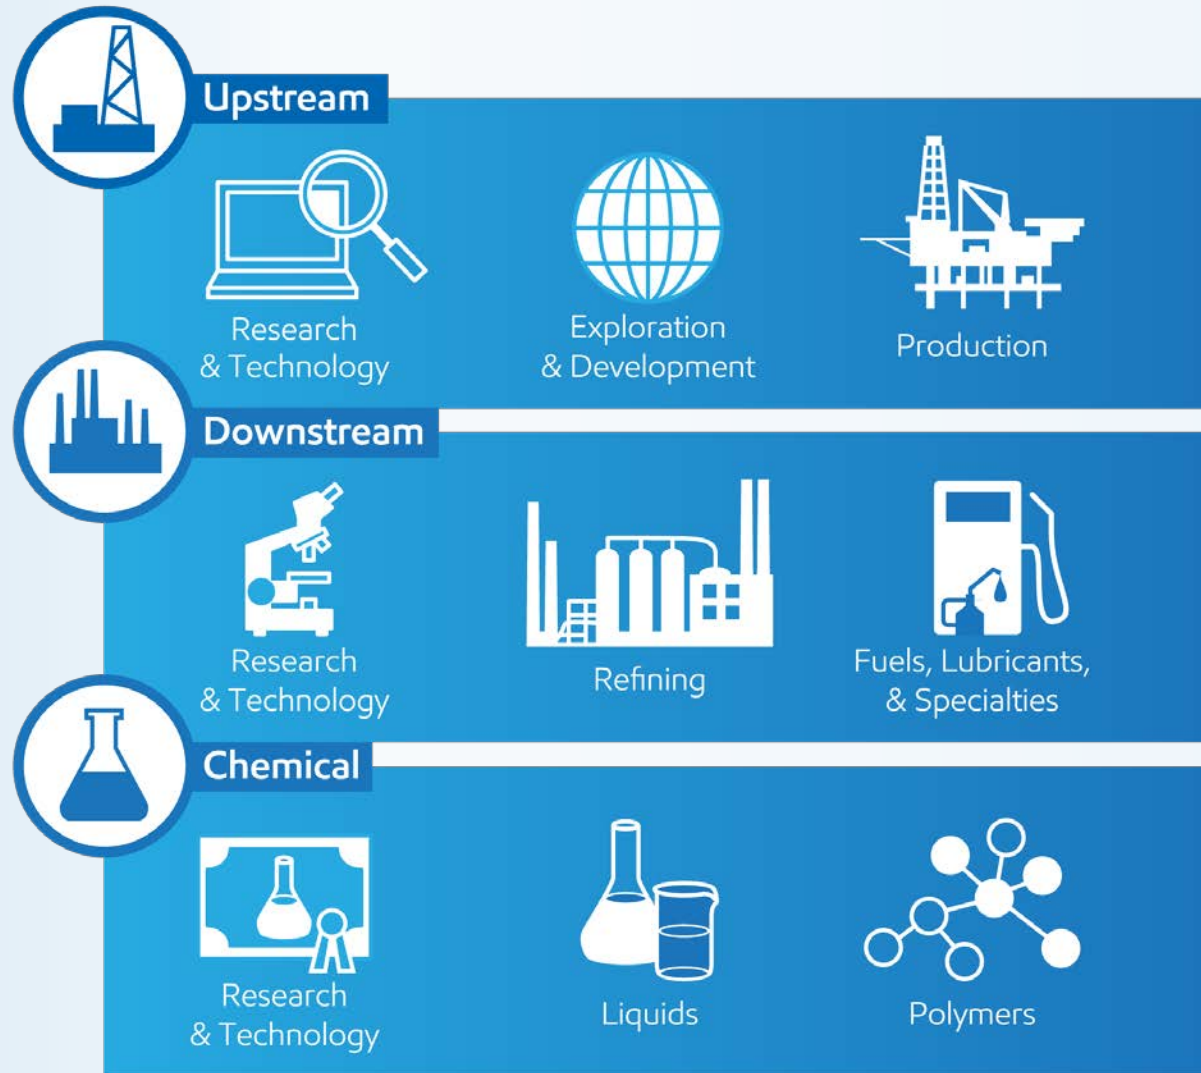 Upstream
Research
& Technology
Exploration
& Development
Production
Downstream
Research
& Technology
Refining
Fuels, Lubricants,
& Specialties
Chemical
Research
& Technology
Liquids
Polymers